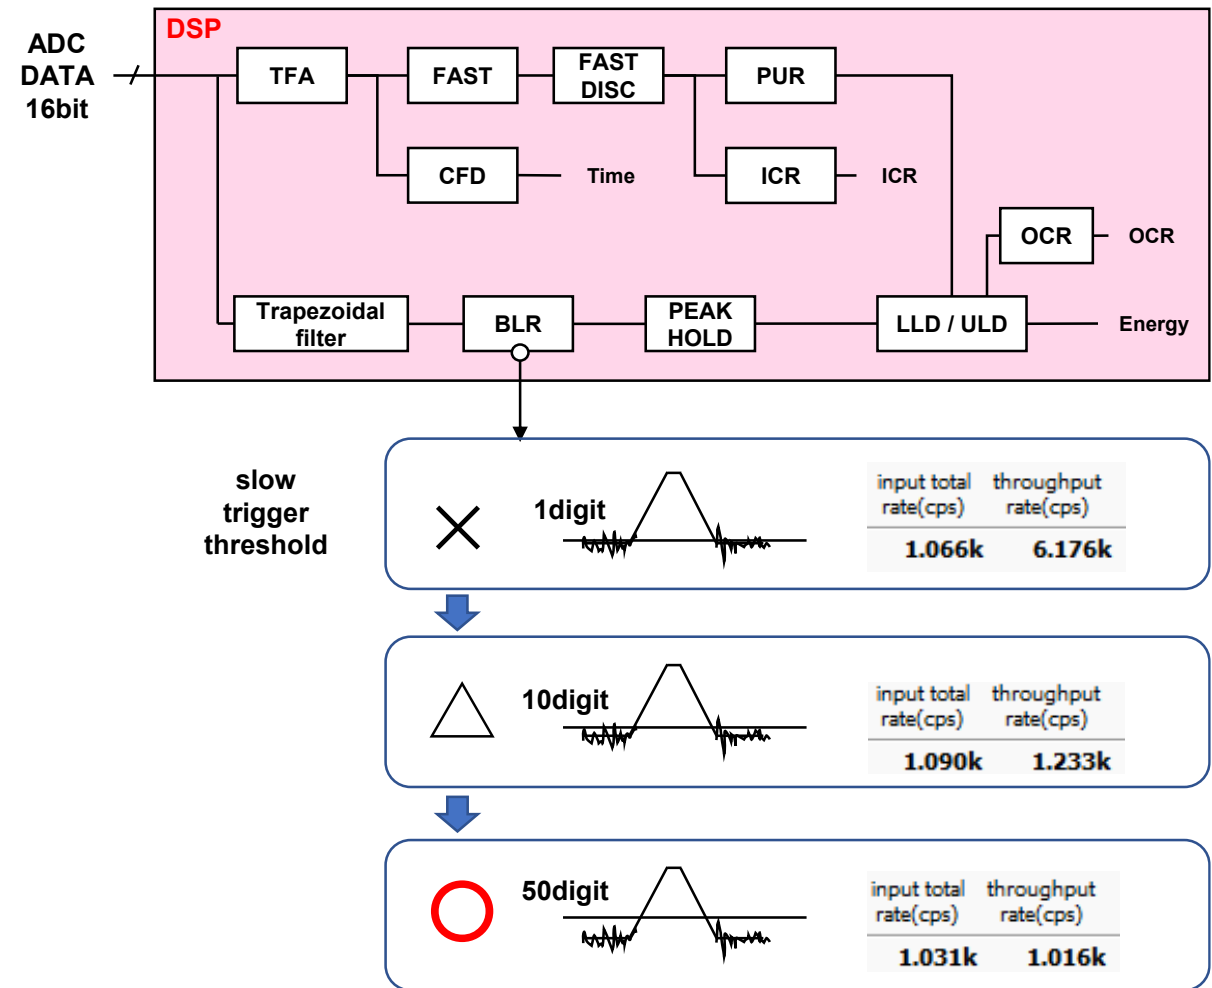 DSP
ADC
DATA
16bit
TFA
FAST
FAST
DISC
PUR
CFD
Time
ICR
ICR
OCR
OCR
Trapezoidal
filter
BLR
PEAK
HOLD
LLD / ULD
Energy
slow
trigger
threshold
1digit
input total throughput
rate(cps) rate(cps)
1.066k 6.176k
10digit
input total throughput
rate(cps) rate(cps)
1.090k 1.233k
50digit
input total throughput
rate(cps) rate(cps)
1.031k 1.016k